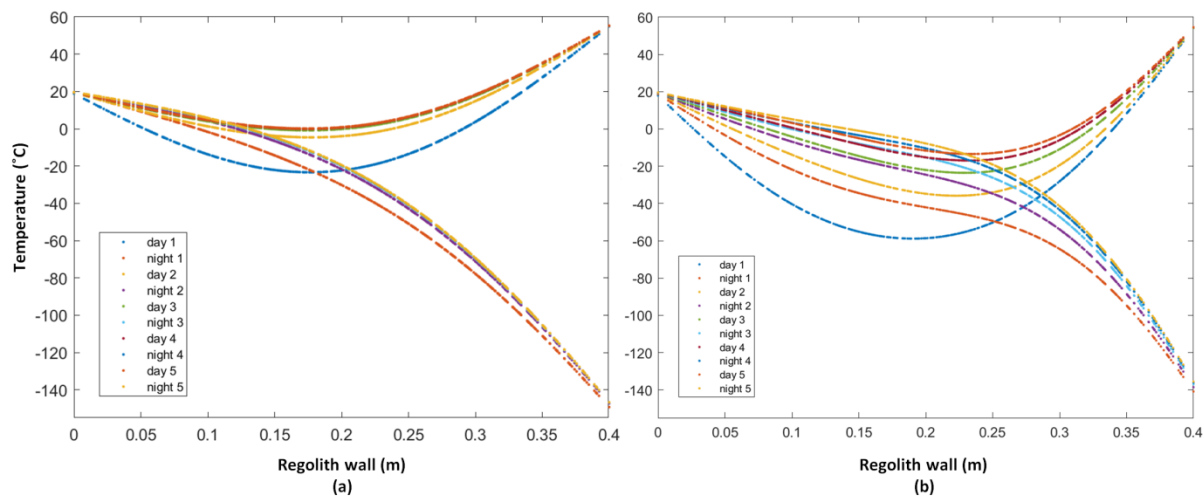 60
40
20
0
-20
-40
-60
-80
-100
-120
-140
Temperature (˚C)
day 1
night 1
day 2
night 2
day 3
night 3
day 4
night 4
day 5
night 5
0
0.05
0.1
0.15
0.2
0.25
0.3
0.35
0.4
Regolith wall (m)
(a)
60
40
20
0
-20
-40
-60
-80
-100
-120
-140
day 1
night 1
day 2
night 2
day 3
night 3
day 4
night 4
day 5
night 5
0
0.05
0.1
0.15
0.2
0.25
0.3
0.35
0.4
Regolith wall (m)
(b)